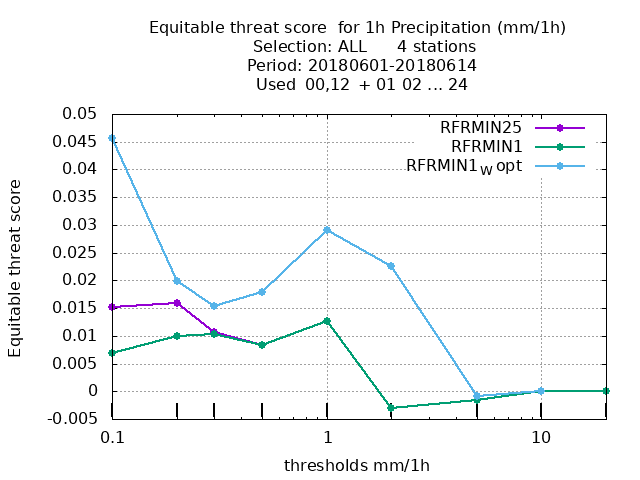 Equitable threat score  for 1h Precipitation (mm/1h)
Selection: ALL      4 stations
Period: 20180601-20180614
Used  00,12  + 01 02 ... 24
RFRMIN25
RFRMIN1
RFRMIN1W opt
Equitable threat score
0.05
0.045
0.04
0.035
0.03
0.025
0.02
0.015
0.01
0.005
0
-0.005
0.1
1
10
thresholds mm/1h